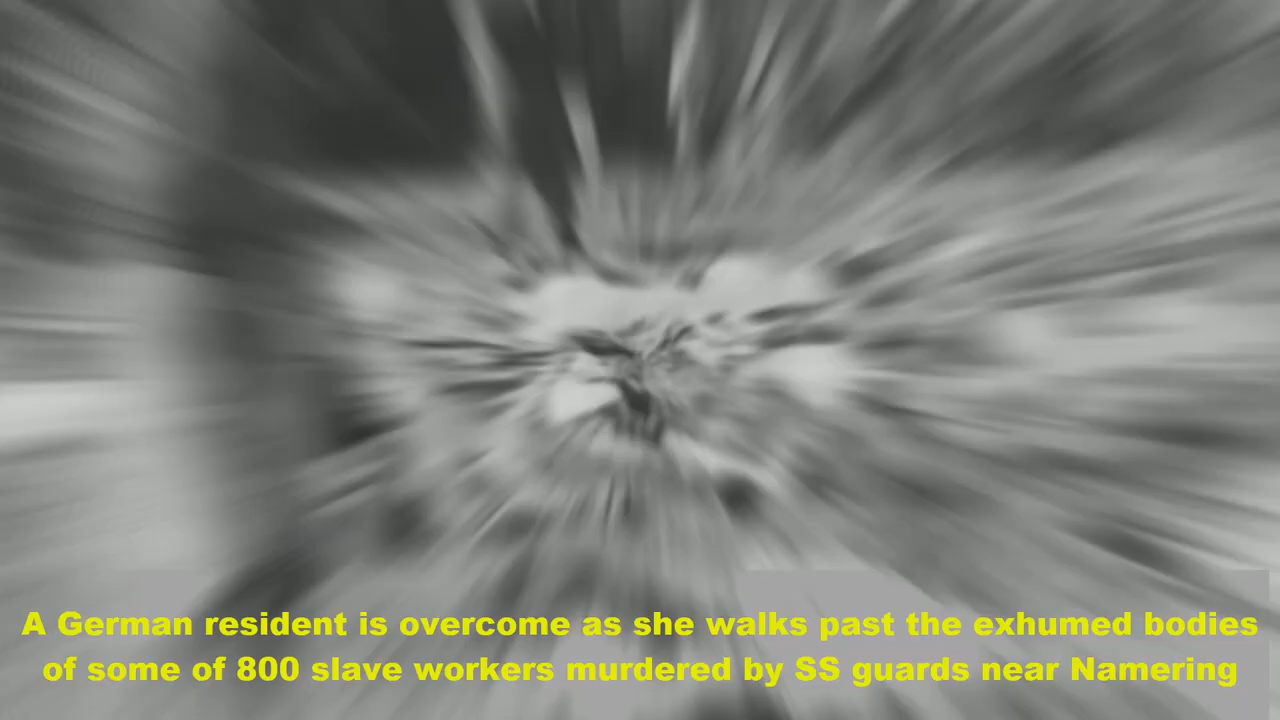 A German resident is overcome as she walks past the exhumed bodies
of some of 800 slave workers murdered by SS guards near Namering